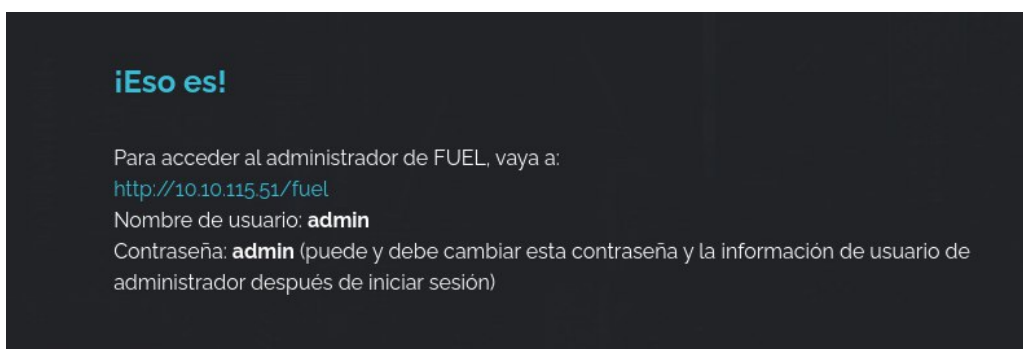 ¡Eso es!
Para acceder al administrador de FUEL, vaya a:
http://10.10.115.51/fuel
Nombre de usuario: admin
Contraseña: admin (puede y debe cambiar esta contraseña y la información de usuario de
administrador después de iniciar sesión)